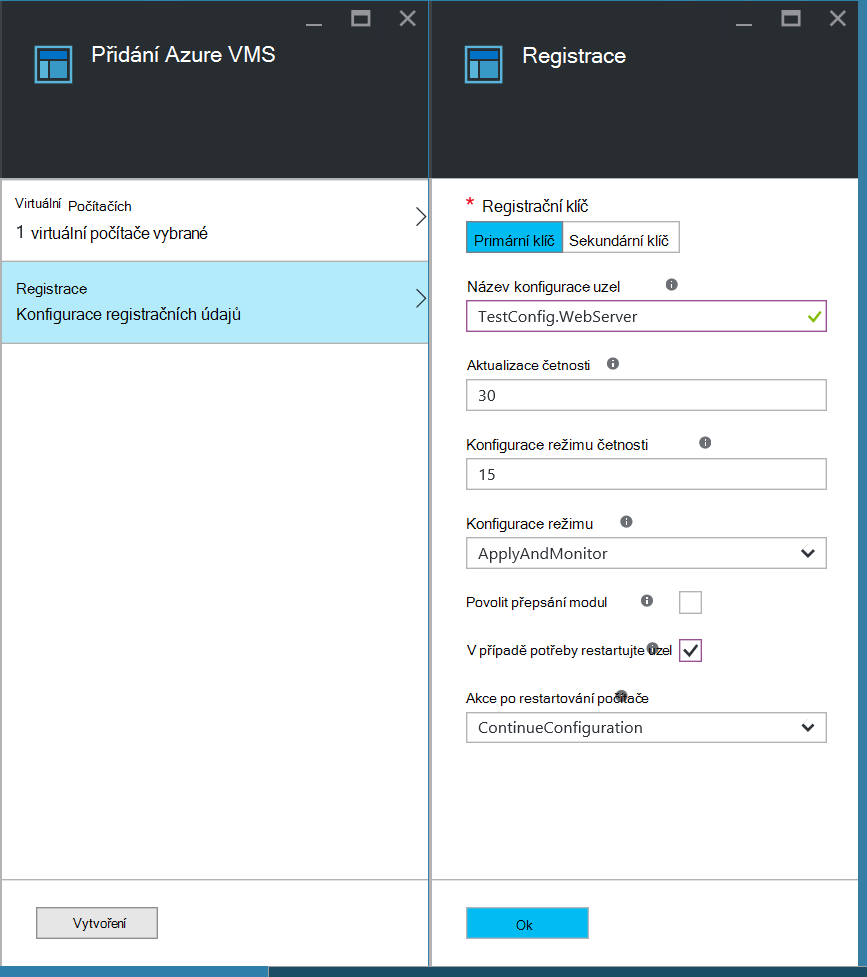 Přidání Azure VMS
Virtuální Počítačích
1 virtuální počítače vybrané
Registrace
Konfigurace registračních údajů
Vytvoření
Registrace
* Registrační klíč
Primární klíč Sekundární klíč
Název konfigurace uzel
TestConfig.WebServer
Aktualizace četnosti
30
Konfigurace režimu četnosti
15
Konfigurace režimu
ApplyAndMonitor
Povolit přepsání modul
V případě potřeby restartujte uzel
Akce po restartování počítače
ContinueConfiguration
Ok